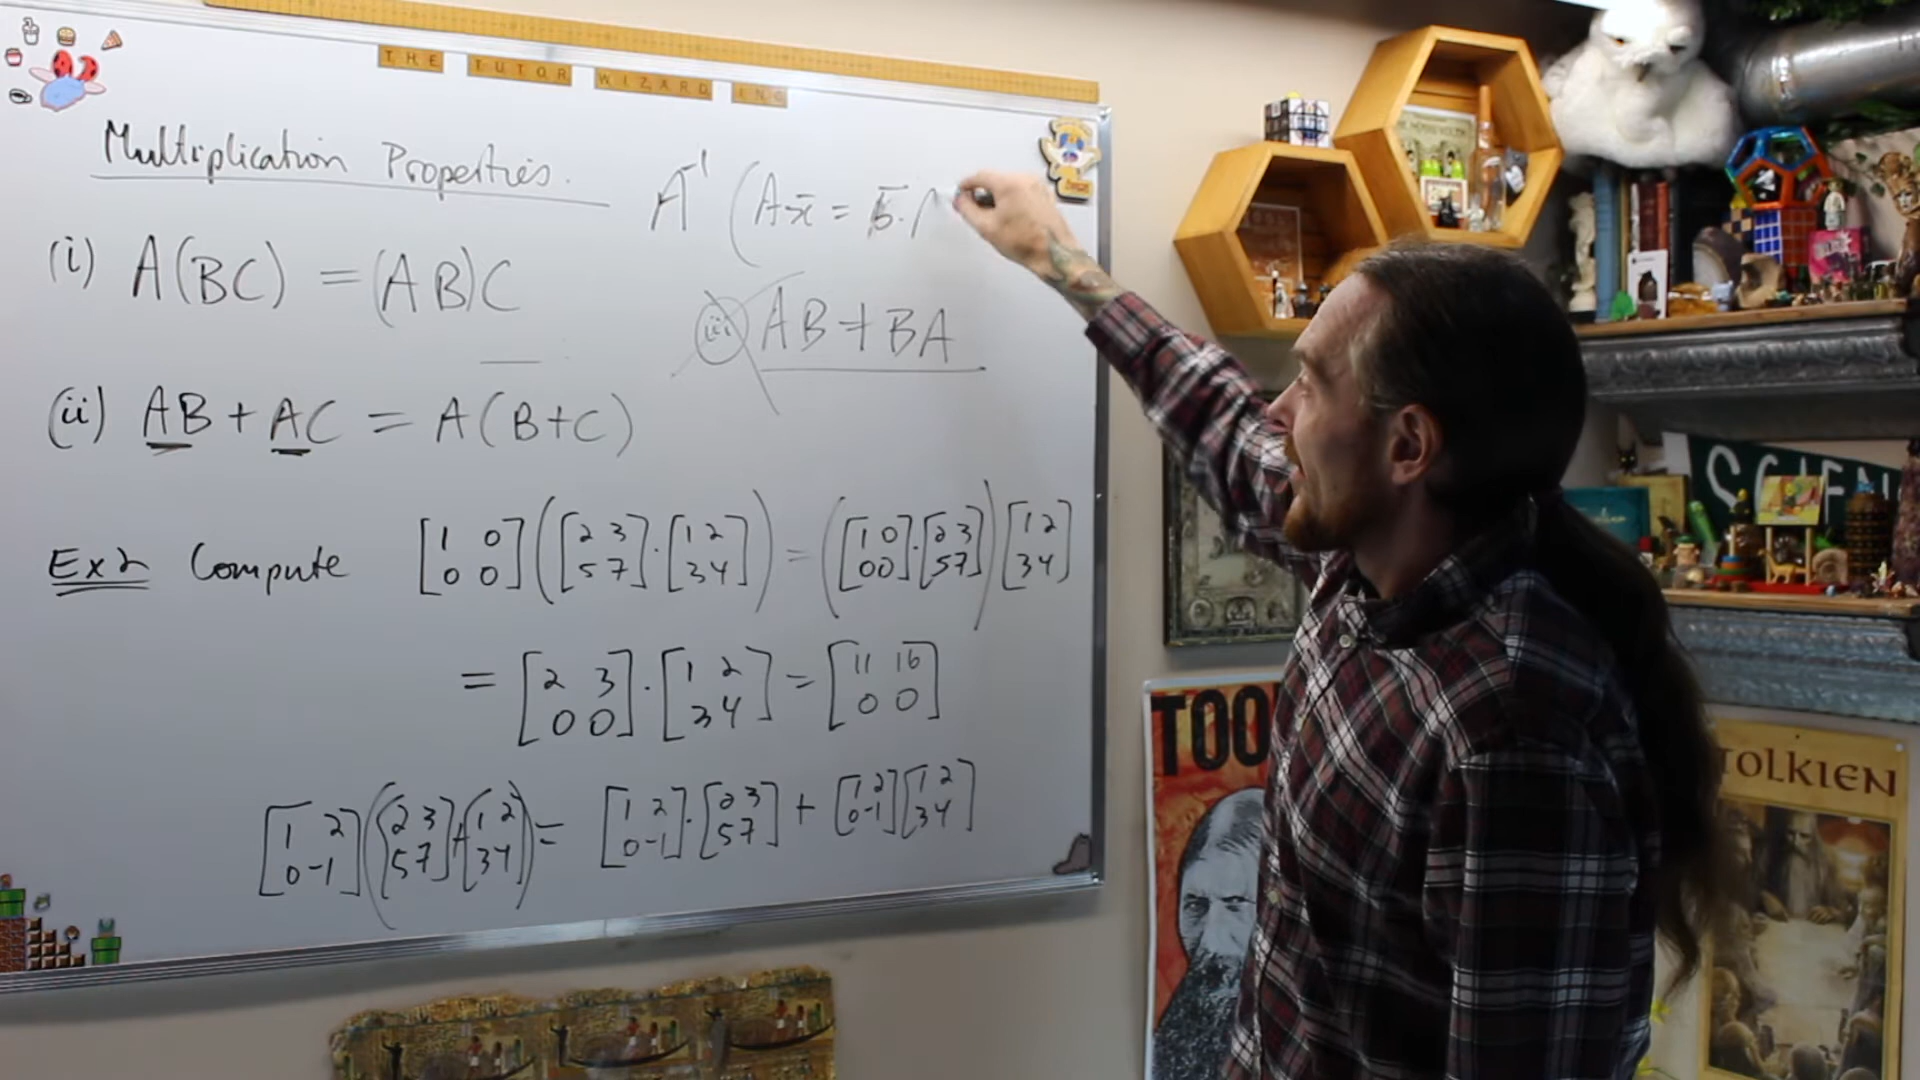 THE TUTOR WIZARD INC
Multiplication Properties.
A⁻¹ (Ax̄ = b̄.
(i) A(BC) = (AB)C
(iii) AB ≠ BA
(ii) AB + AC = A(B+C)
Ex2 Compute [1 0; 0 0] ([2 3; 5 7] · [1 2; 3 4]) = ([1 0; 0 0] · [2 3; 5 7]) [1 2; 3 4]
= [2 3; 0 0] · [1 2; 3 4] = [11 16; 0 0]
[1 2; 0 -1] ([2 3; 5 7] + [1 2; 3 4]) = [1 2; 0 -1] · [2 3; 5 7] + [1 2; 0 -1] [1 2; 3 4]
SCIEN
TOO
TOLKIEN